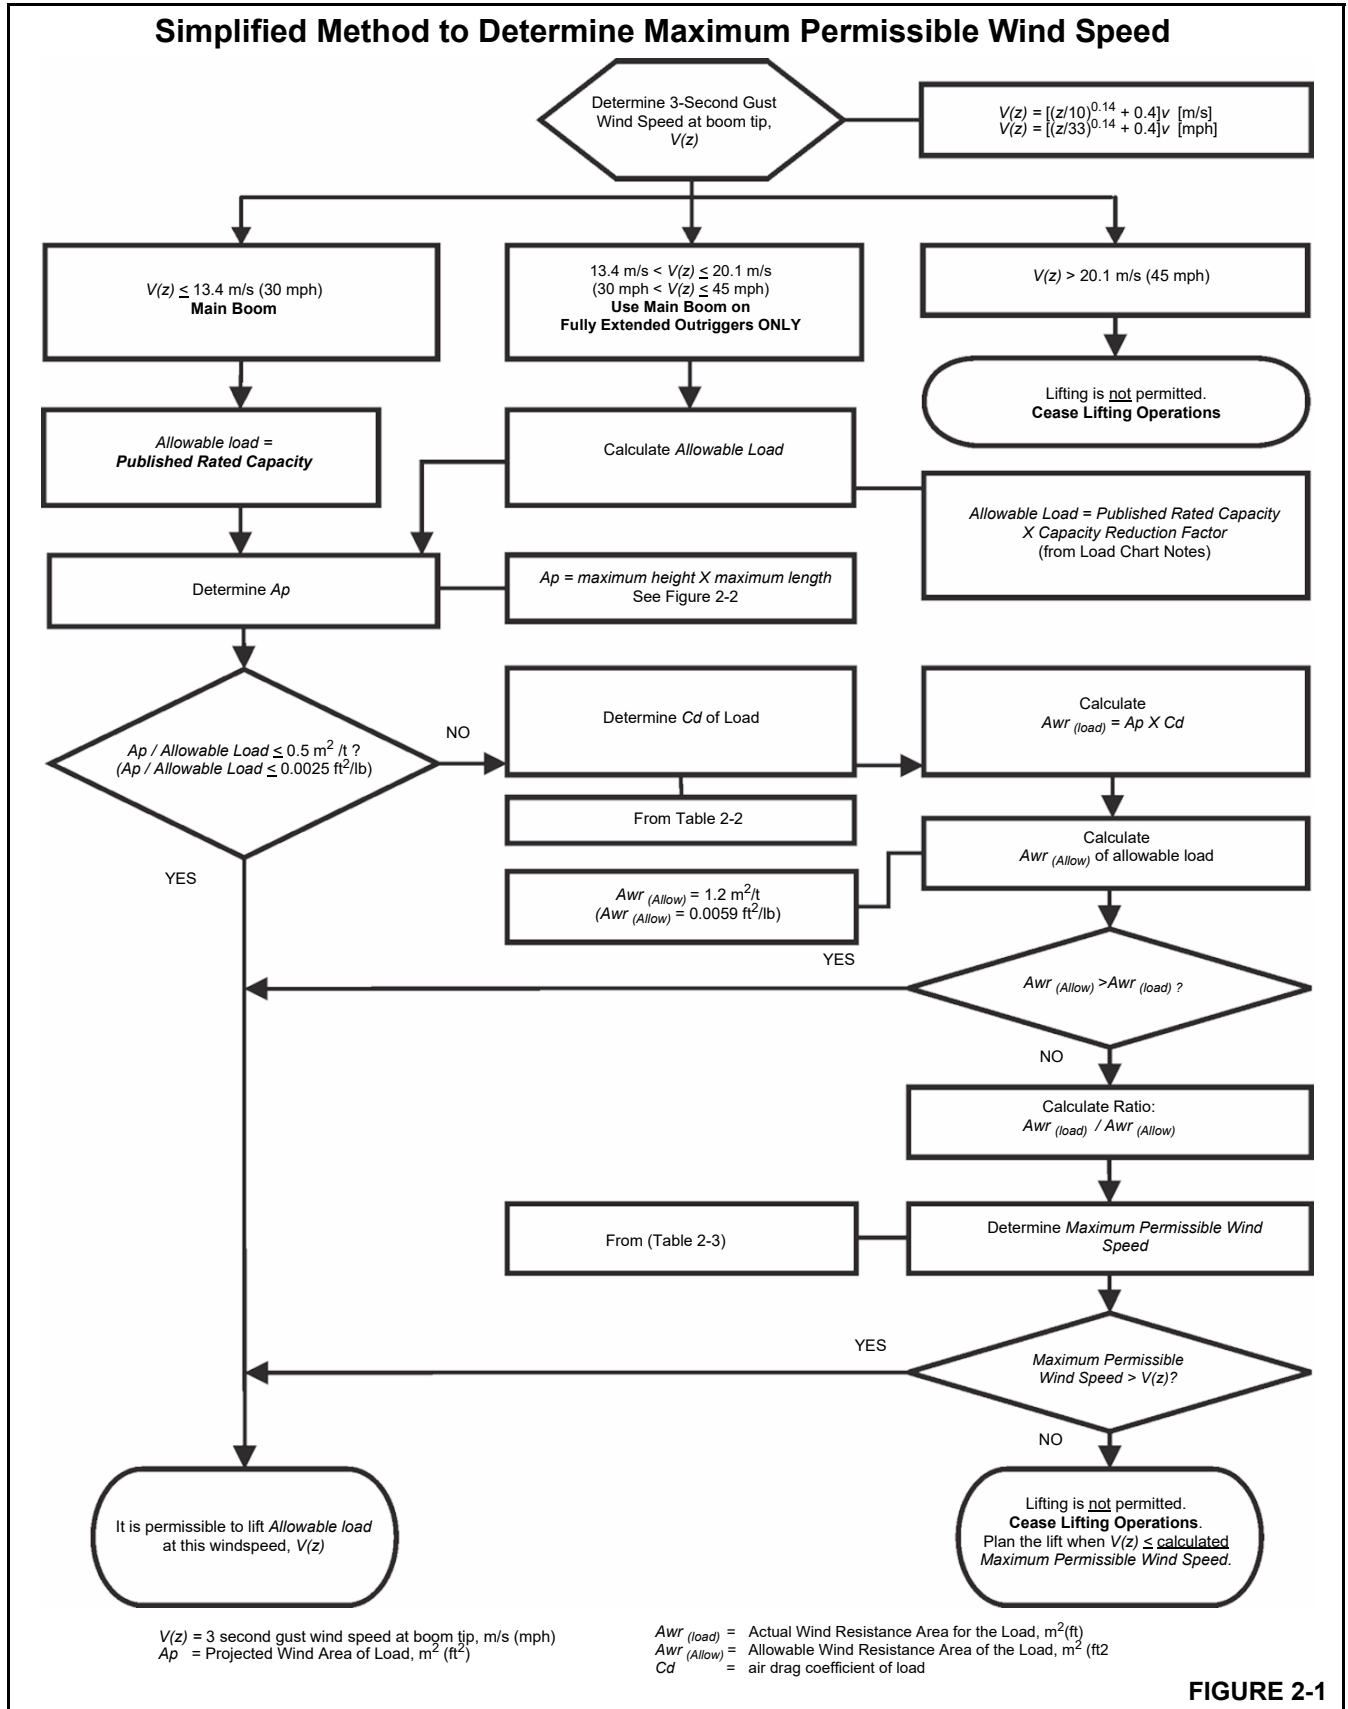 Simplified Method to Determine Maximum Permissible Wind Speed
Determine 3-Second Gust
Wind Speed at boom tip,
V(z)
V(z) = [(z/10)^0.14 + 0.4]v [m/s]
V(z) = [(z/33)^0.14 + 0.4]v [mph]
V(z) ≤ 13.4 m/s (30 mph)
Main Boom
13.4 m/s < V(z) ≤ 20.1 m/s
(30 mph < V(z) ≤ 45 mph)
Use Main Boom on
Fully Extended Outriggers ONLY
V(z) > 20.1 m/s (45 mph)
Lifting is not permitted.
Cease Lifting Operations
Allowable load =
Published Rated Capacity
Calculate Allowable Load
Allowable Load = Published Rated Capacity
X Capacity Reduction Factor
(from Load Chart Notes)
Determine Ap
Ap = maximum height X maximum length
See Figure 2-2
Ap / Allowable Load ≤ 0.5 m² /t ?
(Ap / Allowable Load ≤ 0.0025 ft²/lb)
NO
Determine Cd of Load
From Table 2-2
Calculate
Awr (load) = Ap X Cd
Calculate
Awr (Allow) of allowable load
Awr (Allow) = 1.2 m²/t
(Awr (Allow) = 0.0059 ft²/lb)
YES
YES
Awr (Allow) >Awr (load) ?
NO
Calculate Ratio:
Awr (load) / Awr (Allow)
From (Table 2-3)
Determine Maximum Permissible Wind
Speed
YES
Maximum Permissible
Wind Speed > V(z)?
NO
It is permissible to lift Allowable load
at this windspeed, V(z)
Lifting is not permitted.
Cease Lifting Operations.
Plan the lift when V(z) ≤ calculated
Maximum Permissible Wind Speed.
V(z) = 3 second gust wind speed at boom tip, m/s (mph)
Ap = Projected Wind Area of Load, m² (ft²)
Awr (load) = Actual Wind Resistance Area for the Load, m²(ft)
Awr (Allow) = Allowable Wind Resistance Area of the Load, m² (ft2
Cd = air drag coefficient of load
FIGURE 2-1